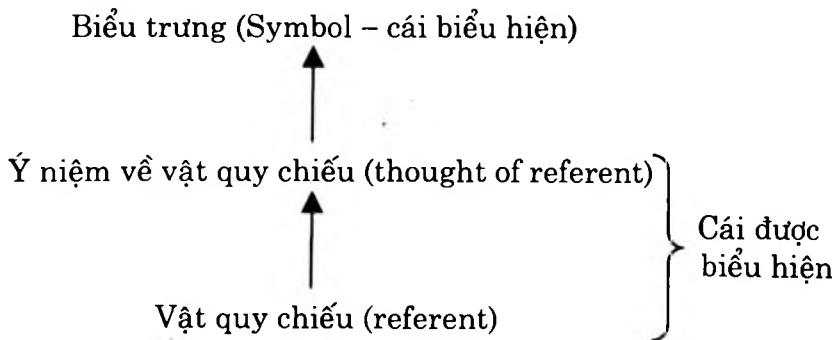 Biểu trưng (Symbol – cái biểu hiện)
Ý niệm về vật quy chiếu (thought of referent)
Cái được
biểu hiện
Vật quy chiếu (referent)